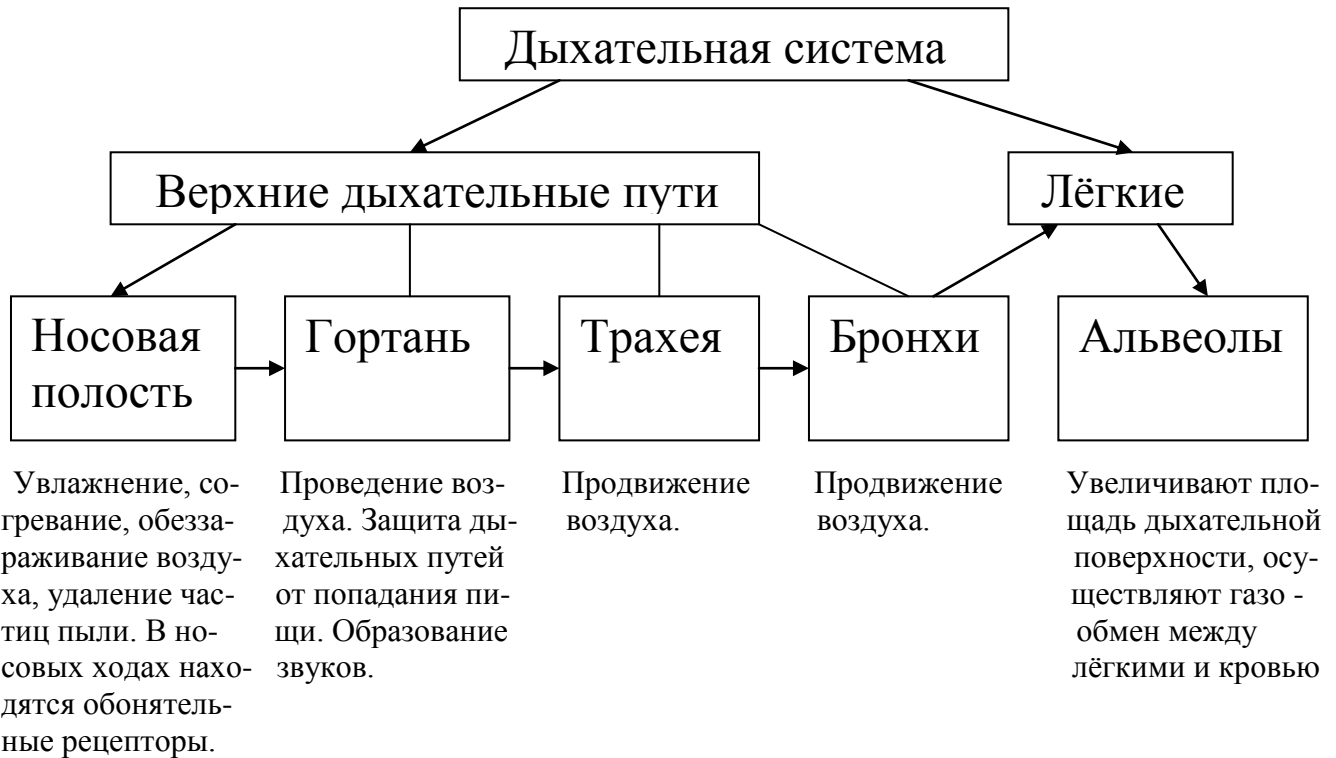 Дыхательная система
Верхние дыхательные пути
Лёгкие
Носовая
полость
Гортань
Трахея
Бронхи
Альвеолы
Увлажнение, со-
гревание, обезза-
раживание возду-
ха, удаление час-
тиц пыли. В но-
совых ходах нахо-
дятся обонятель-
ные рецепторы.
Проведение воз-
духа. Защита ды-
хательных путей
от попадания пи-
щи. Образование
звуков.
Продвижение
воздуха.
Продвижение
воздуха.
Увеличивают пло-
щадь дыхательной
поверхности, осу-
ществляют газо -
обмен между
лёгкими и кровью